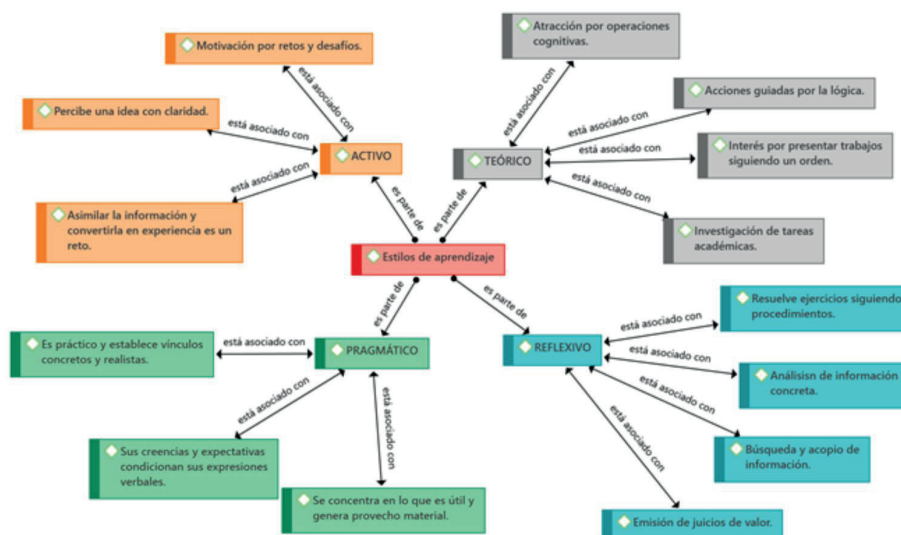 Motivación por retos y desafíos.
está asociado con
Percibe una idea con claridad.
está asociado con
ACTIVO
está asociado con
Asimilar la información y
convertirla en experiencia es un
reto.
es parte de
Atracción por operaciones
cognitivas.
está asociado con
Acciones guiadas por la lógica.
está asociado con
TEÓRICO
está asociado con
Interés por presentar trabajos
siguiendo un orden.
está asociado con
Investigación de tareas
académicas.
es parte de
Estilos de aprendizaje
es parte de
es parte de
Es práctico y establece vínculos
concretos y realistas.
está asociado con
PRAGMÁTICO
está asociado con
Sus creencias y expectativas
condicionan sus expresiones
verbales.
está asociado con
Se concentra en lo que es útil y
genera provecho material.
REFLEXIVO
está asociado con
Resuelve ejercicios siguiendo
procedimientos.
está asociado con
Análisisn de información
concreta.
está asociado con
Búsqueda y acopio de
información.
está asociado con
Emisión de juicios de valor.